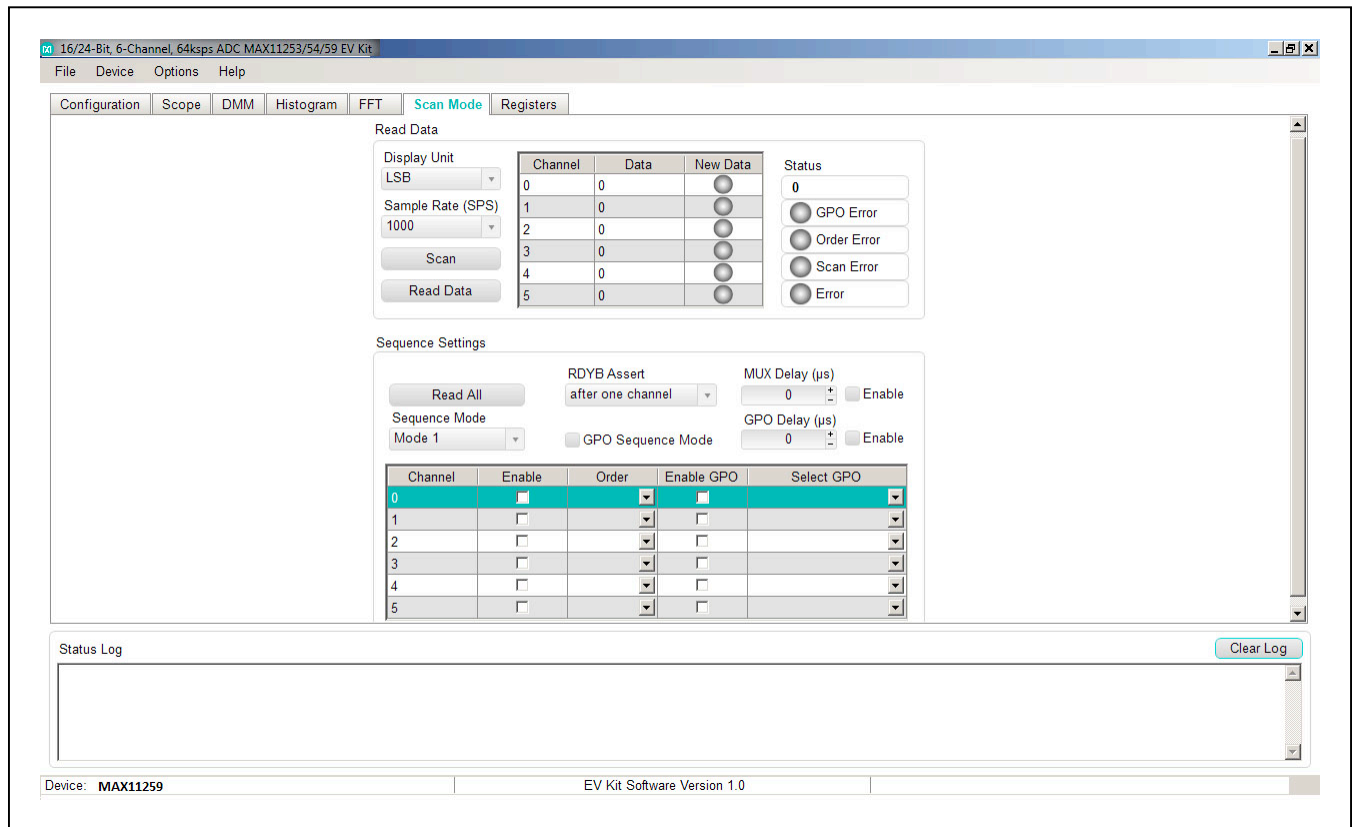 16/24-Bit, 6-Channel, 64ksps ADC MAX11253/54/59 EV Kit
File Device Options Help
Configuration Scope DMM Histogram FFT Scan Mode Registers
Read Data
Display Unit
LSB
Sample Rate (SPS)
1000
Scan
Read Data
Channel Data New Data
0 0
1 0
2 0
3 0
4 0
5 0
Status
0
GPO Error
Order Error
Scan Error
Error
Sequence Settings
Read All
RDYB Assert
after one channel
MUX Delay (µs)
0 Enable
Sequence Mode
Mode 1
GPO Sequence Mode
GPO Delay (µs)
0 Enable
Channel Enable Order Enable GPO Select GPO
0
1
2
3
4
5
Status Log
Clear Log
Device: MAX11259
EV Kit Software Version 1.0